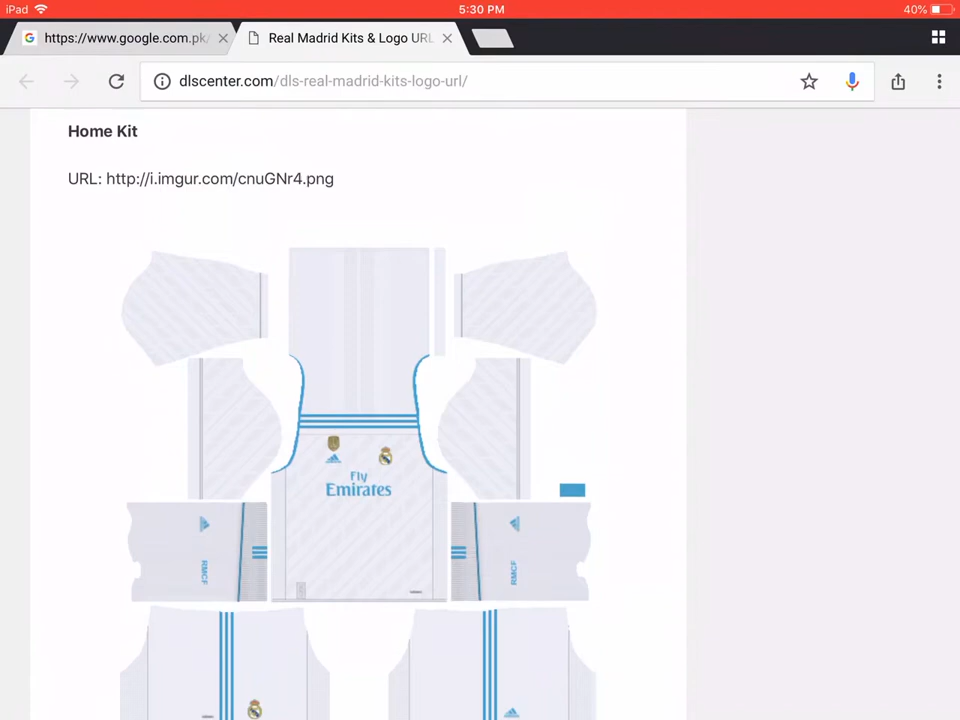 iPad 5:30 PM 40%
https://www.google.com.pk/ Real Madrid Kits & Logo URL
dlscenter.com/dls-real-madrid-kits-logo-url/
Home Kit
URL: http://i.imgur.com/cnuGNr4.png
Fly
Emirates
RMCF
RMCF